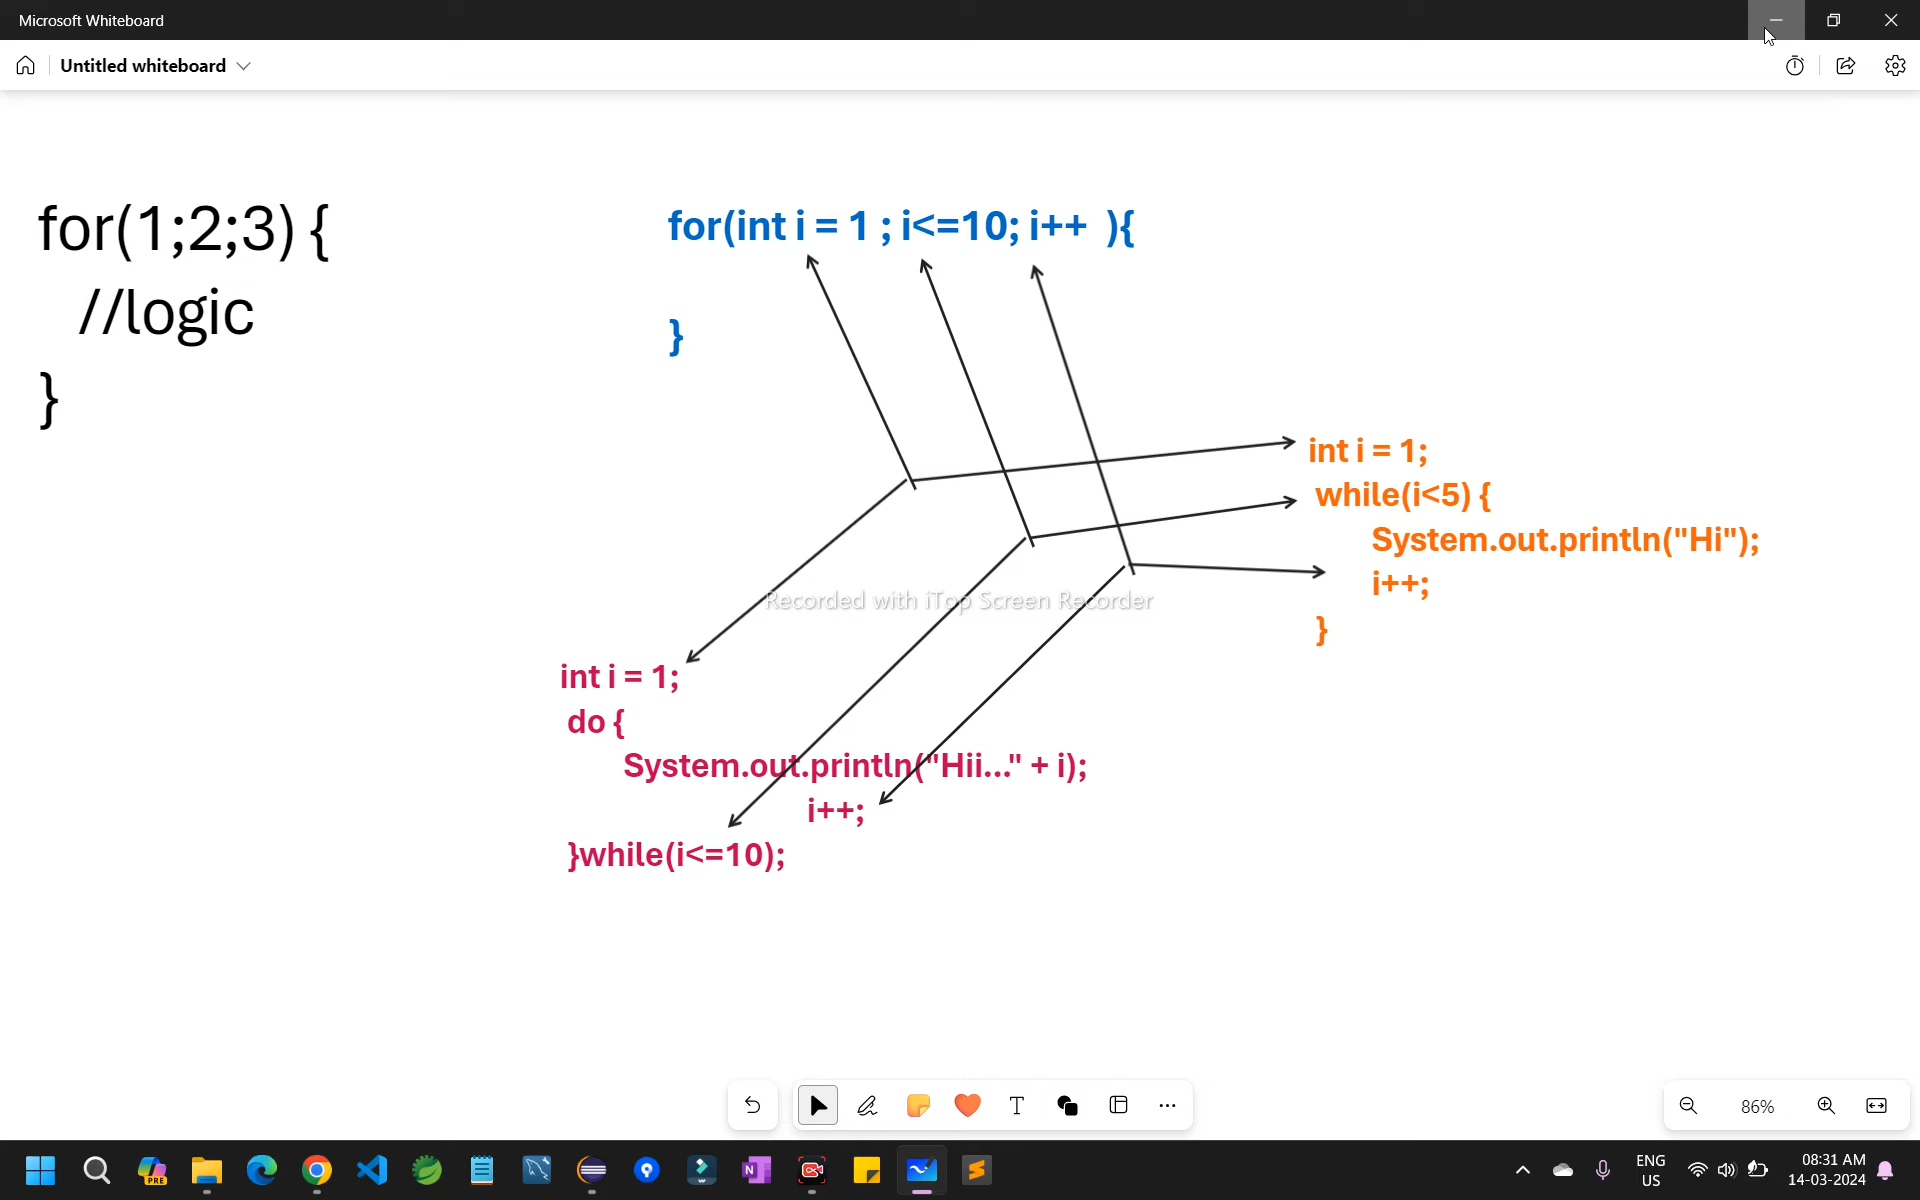 Microsoft Whiteboard
Untitled whiteboard
for(1;2;3) {
//logic
}
for(int i = 1 ; i<=10; i++ ){
}
int i = 1;
while(i<5) {
System.out.println("Hi");
i++;
}
Recorded with iTop Screen Recorder
int i = 1;
do {
System.out.println("Hii..." + i);
i++;
}while(i<=10);
86%
PRE
N
ENG
US
08:31 AM
14-03-2024